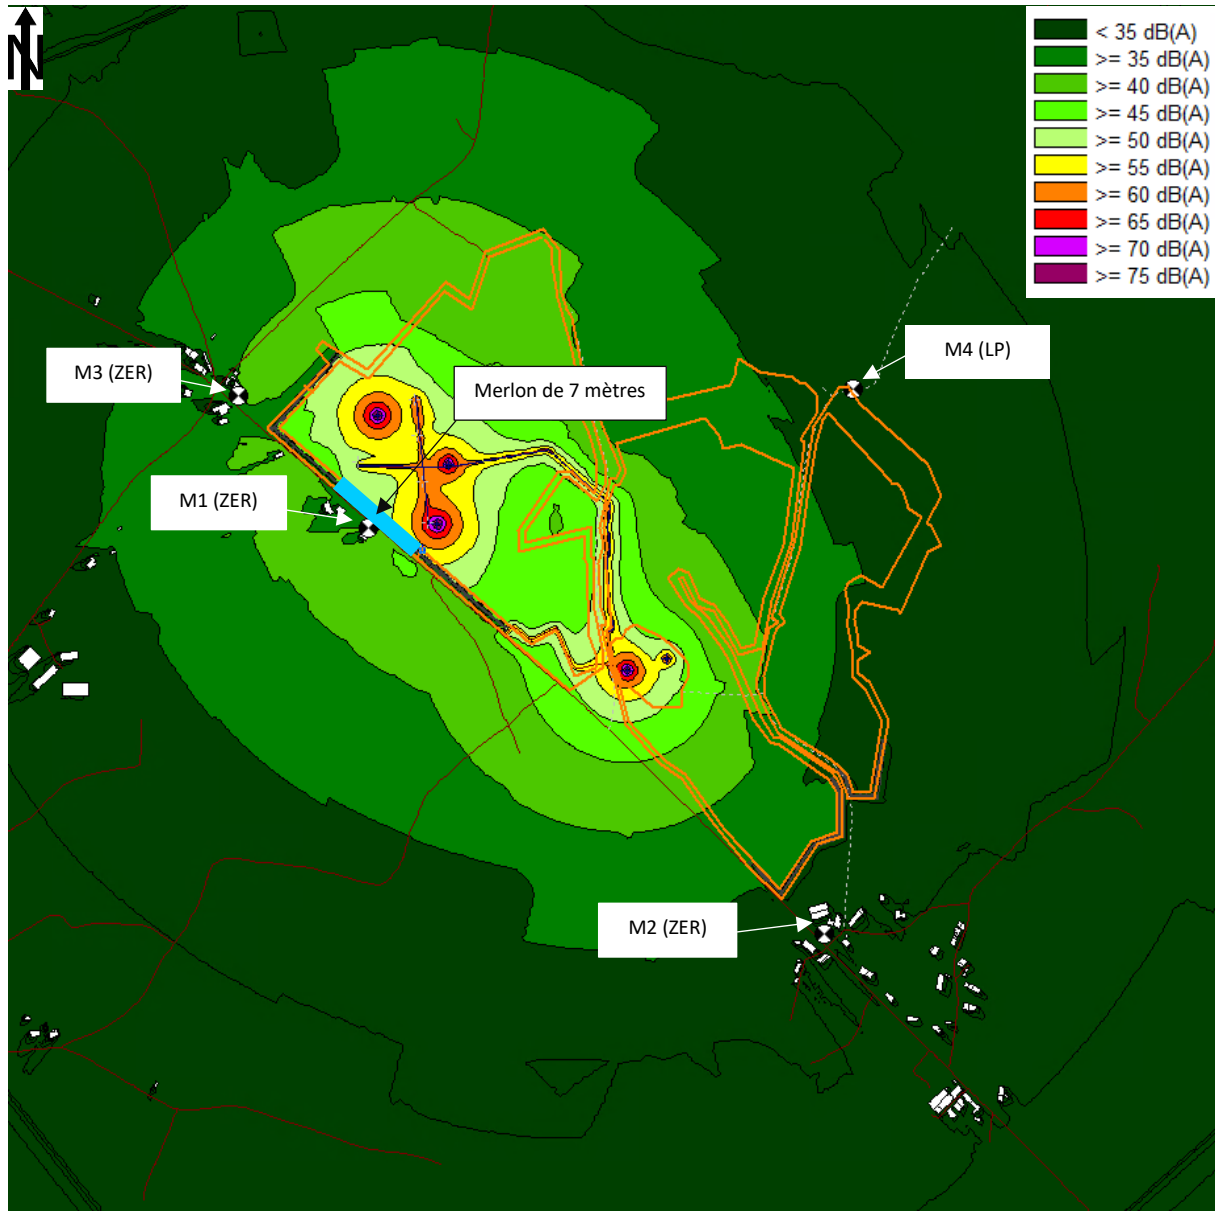 N
< 35 dB(A)
>= 35 dB(A)
>= 40 dB(A)
>= 45 dB(A)
>= 50 dB(A)
>= 55 dB(A)
>= 60 dB(A)
>= 65 dB(A)
>= 70 dB(A)
>= 75 dB(A)
M4 (LP)
M3 (ZER)
Merlon de 7 mètres
M1 (ZER)
M2 (ZER)